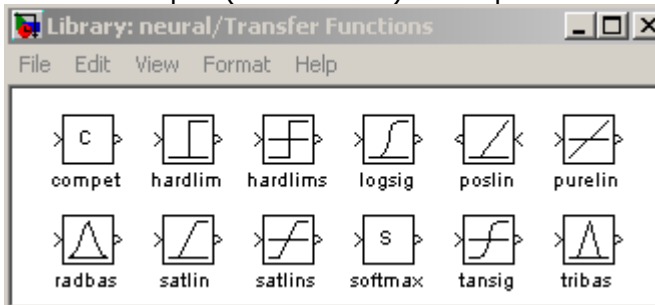 Library: neural/Transfer Functions
File Edit View Format Help
C
compet hardlim hardlims logsig poslin purelin
S
radbas satlin satlins softmax tansig tribas